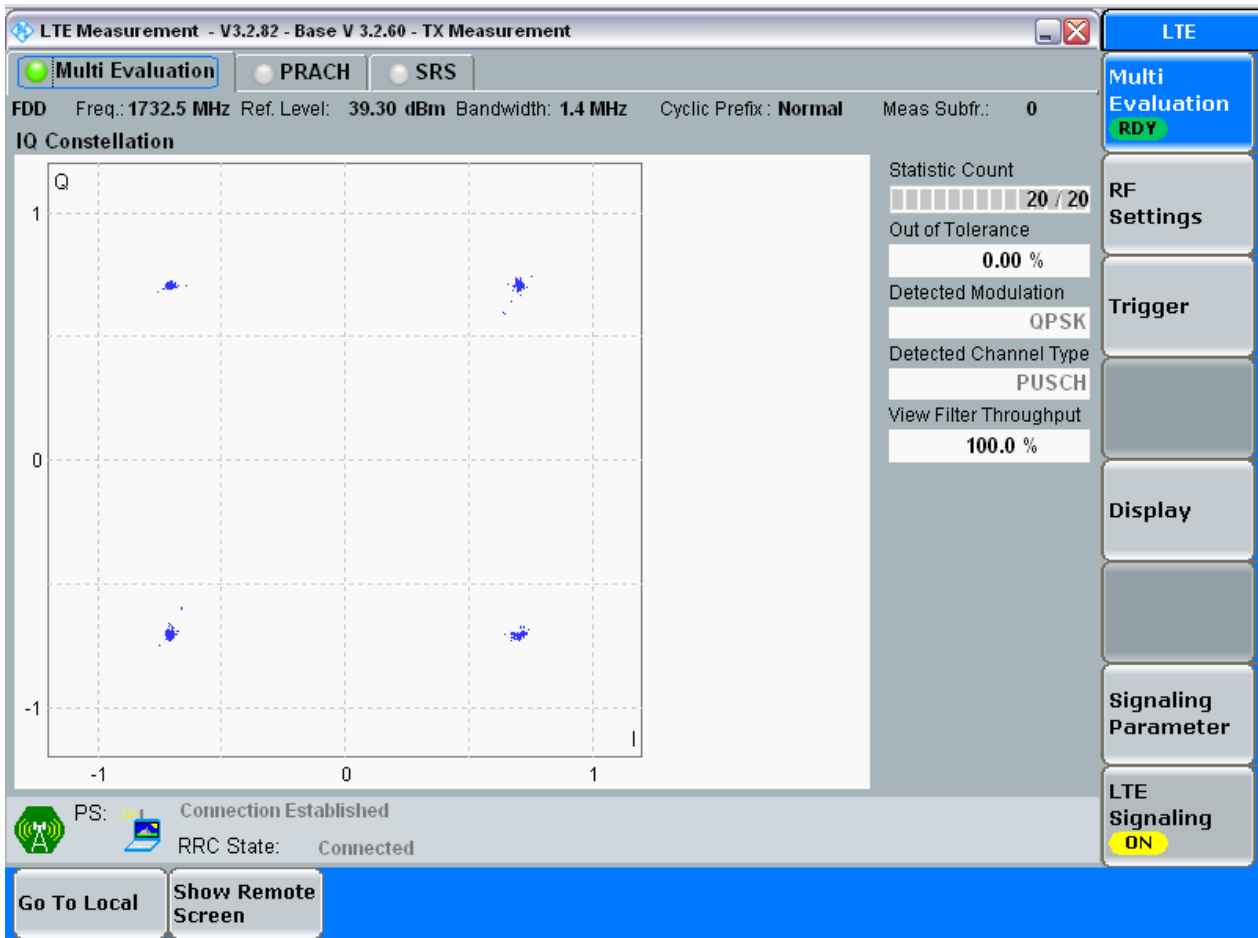 LTE Measurement - V3.2.82 - Base V 3.2.60 - TX Measurement
LTE
Multi Evaluation PRACH SRS
FDD Freq.: 1732.5 MHz Ref. Level: 39.30 dBm Bandwidth: 1.4 MHz Cyclic Prefix : Normal Meas Subfr.: 0
IQ Constellation
Q
1
0
-1
I
-1 0 1
Statistic Count
20 / 20
Out of Tolerance
0.00 %
Detected Modulation
QPSK
Detected Channel Type
PUSCH
View Filter Throughput
100.0 %
Multi
Evaluation
RDY
RF
Settings
Trigger
Display
Signaling
Parameter
LTE
Signaling
ON
PS: Connection Established
RRC State: Connected
Go To Local
Show Remote
Screen